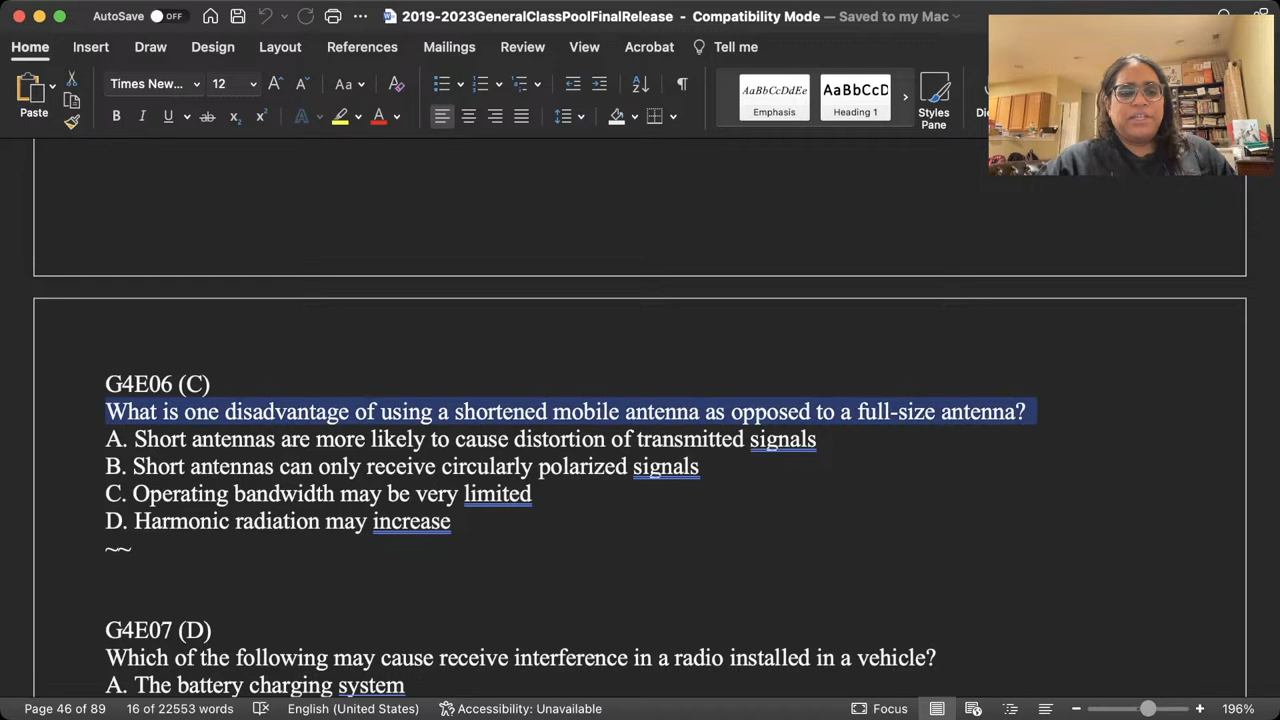 AutoSave OFF 2019-2023GeneralClassPoolFinalRelease - Compatibility Mode — Saved to my Mac
Home Insert Draw Design Layout References Mailings Review View Acrobat Tell me
Paste Times New... 12 Aa AaBbCcDdEe AaBbCcD
B I U ab x₂ x² A A Emphasis Heading 1 Styles Pane
G4E06 (C)
What is one disadvantage of using a shortened mobile antenna as opposed to a full-size antenna?
A. Short antennas are more likely to cause distortion of transmitted signals
B. Short antennas can only receive circularly polarized signals
C. Operating bandwidth may be very limited
D. Harmonic radiation may increase
~~
G4E07 (D)
Which of the following may cause receive interference in a radio installed in a vehicle?
A. The battery charging system
Page 46 of 89 16 of 22553 words English (United States) Accessibility: Unavailable Focus 196%